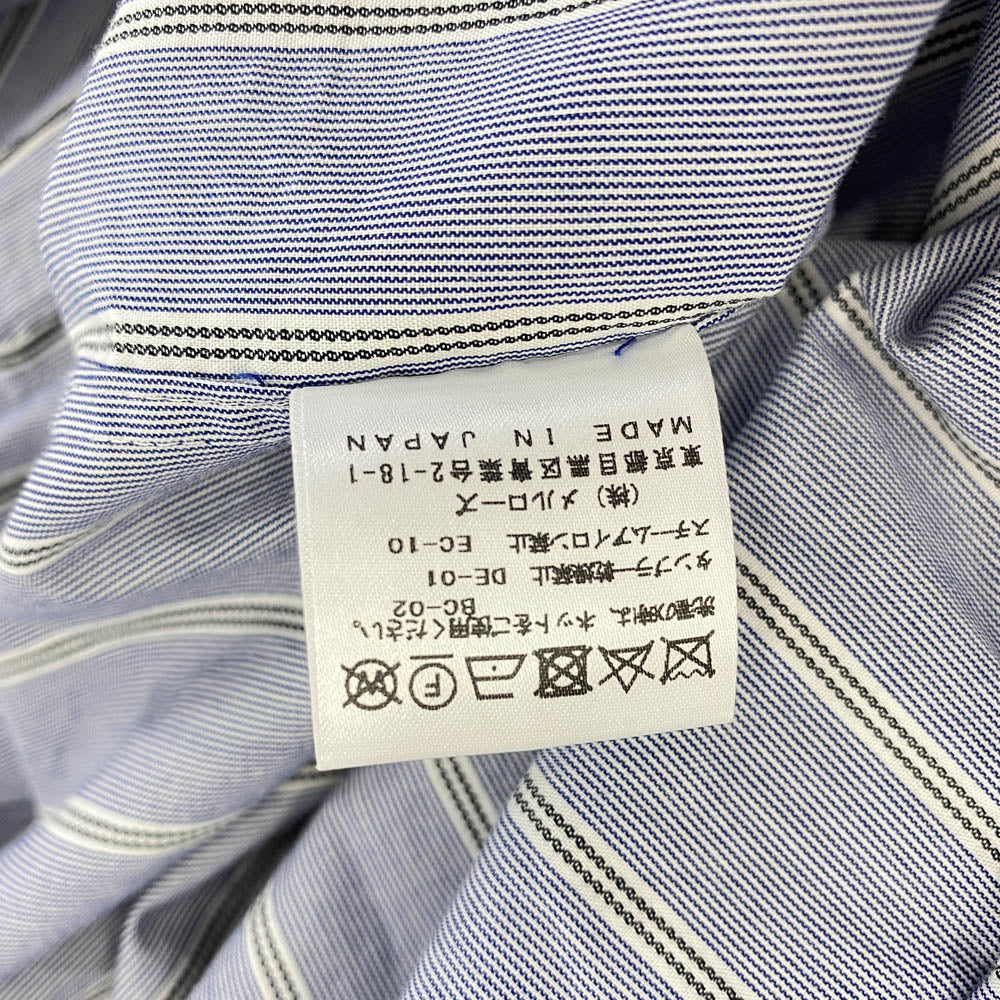 洗濯の際は、ネットをご使用ください。
BC-02
タンブラー乾燥禁止 DE-01
スチームアイロン禁止 EC-10
(株) メルローズ
東京都目黒区青葉台2-18-1
MADE IN JAPAN